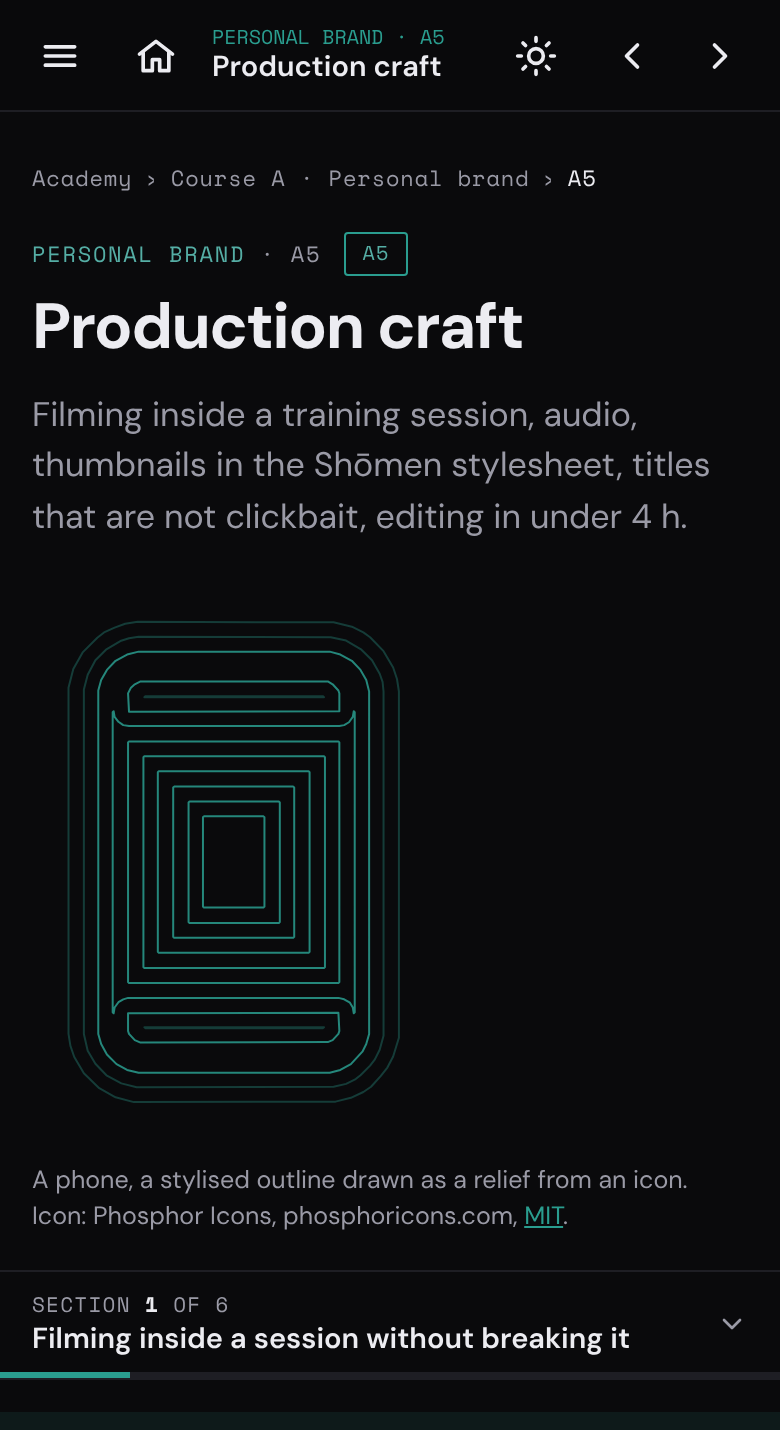 PERSONAL BRAND · A5
Production craft
Academy › Course A · Personal brand › A5
PERSONAL BRAND · A5 A5
Production craft
Filming inside a training session, audio,
thumbnails in the Shōmen stylesheet, titles
that are not clickbait, editing in under 4 h.
A phone, a stylised outline drawn as a relief from an icon.
Icon: Phosphor Icons, phosphoricons.com, MIT.
SECTION 1 OF 6
Filming inside a session without breaking it